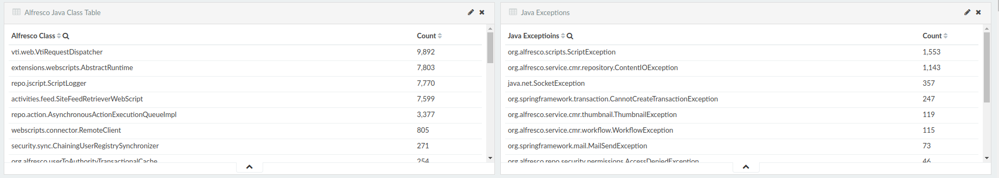 Alfresco Java Class Table
Alfresco Class Count
vti.web.VtiRequestDispatcher 9,892
extensions.webscripts.AbstractRuntime 7,803
repo.jscript.ScriptLogger 7,770
activities.feed.SiteFeedRetrieverWebScript 7,599
repo.action.AsynchronousActionExecutionQueueImpl 3,377
webscripts.connector.RemoteClient 805
security.sync.ChainingUserRegistrySynchronizer 271
org.alfresco.userToAuthorityTransactionalCache 254
Java Exceptions
Java Exceptioins Count
org.alfresco.scripts.ScriptException 1,553
org.alfresco.service.cmr.repository.ContentIOException 1,143
java.net.SocketException 357
org.springframework.transaction.CannotCreateTransactionException 247
org.alfresco.service.cmr.thumbnail.ThumbnailException 119
org.alfresco.service.cmr.workflow.WorkflowException 115
org.springframework.mail.MailSendException 73
org.alfresco.repo.security.permissions.AccessDeniedException 46